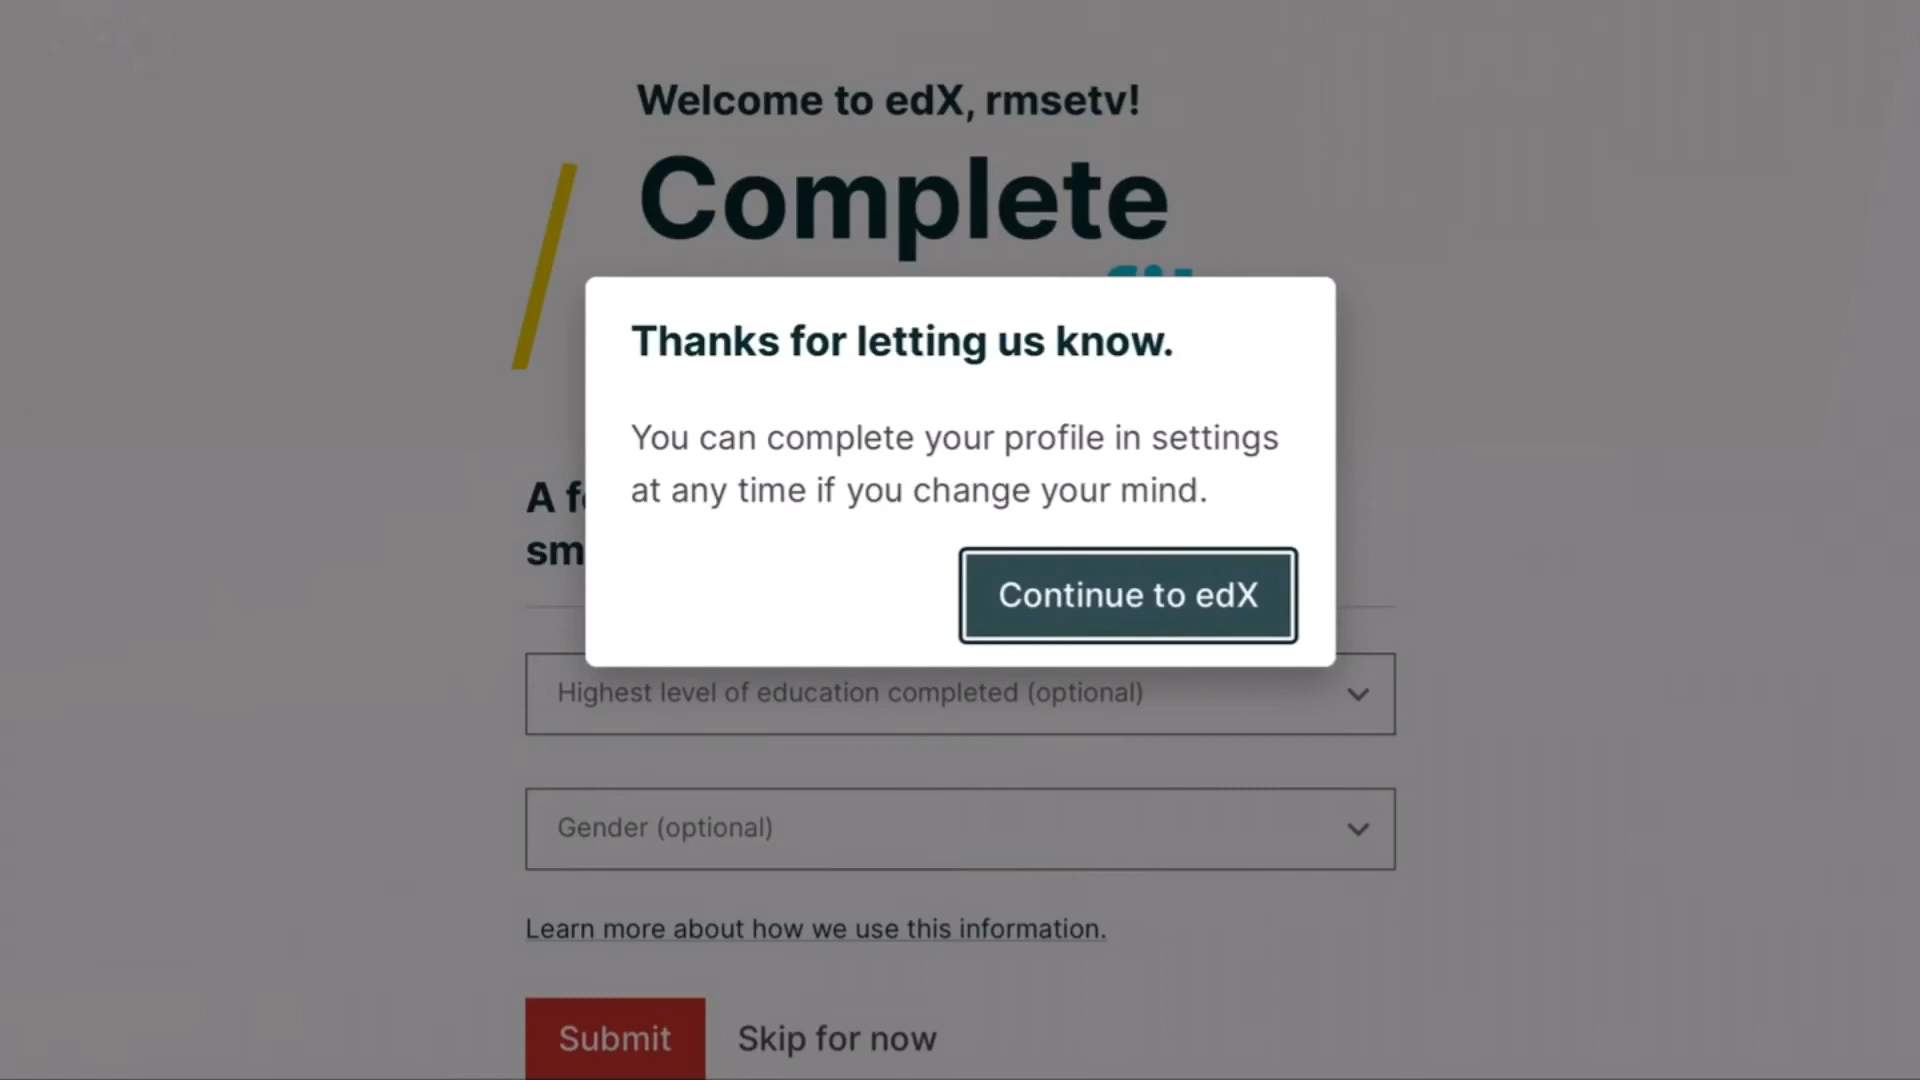 Welcome to edX, rmsetv!
Complete
Thanks for letting us know.
You can complete your profile in settings
at any time if you change your mind.
Continue to edX
A
sm
Highest level of education completed (optional)
Gender (optional)
Learn more about how we use this information.
Submit Skip for now